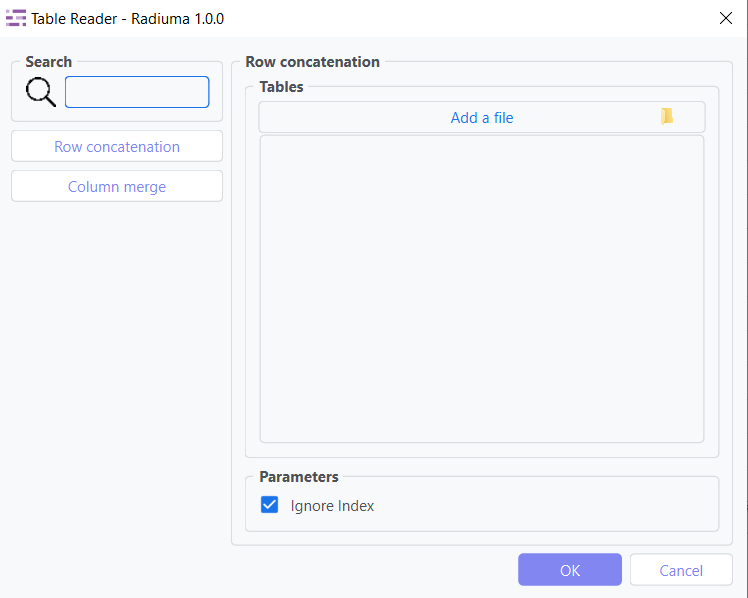 Table Reader - Radiuma 1.0.0
Search
Row concatenation
Column merge
Row concatenation
Tables
Add a file
Parameters
Ignore Index
OK
Cancel